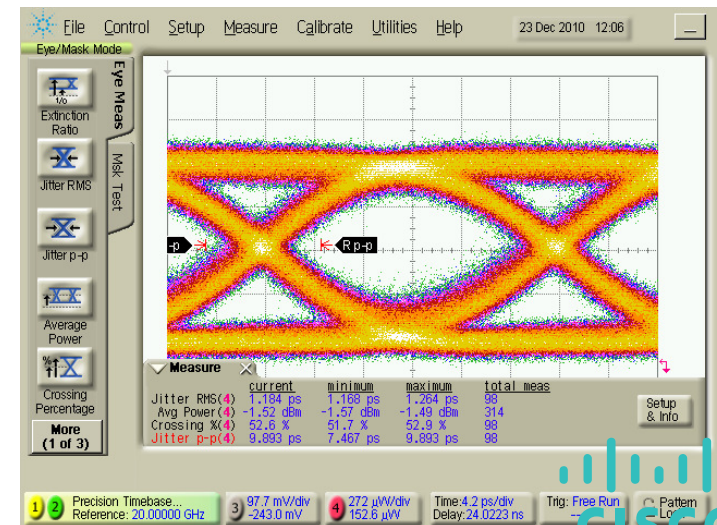 File Control Setup Measure Calibrate Utilities Help 23 Dec 2010 12:06
Eye/Mask Mode
Eye Meas
Msk Test
1/0
Extinction
Ratio
Jitter RMS
Jitter p-p
Average
Power
Crossing
Percentage
More
(1 of 3)
-p
R p-p
Measure
current minimum maximum total meas
Jitter RMS(4) 1.184 ps 1.168 ps 1.264 ps 98
Avg Power(4) -1.52 dBm -1.57 dBm -1.49 dBm 314
Crossing %(4) 52.6 % 51.7 % 52.9 % 98
Jitter p-p(4) 9.893 ps 7.467 ps 9.893 ps 98
Setup
& Info
1 2 Precision Timebase...
Reference: 20.00000 GHz
3 97.7 mV/div
-243.0 mV
4 272 µW/div
152.6 µW
Time:4.2 ps/div
Delay:24.0223 ns
Trig: Free Run
---
Pattern
Lo
cisco